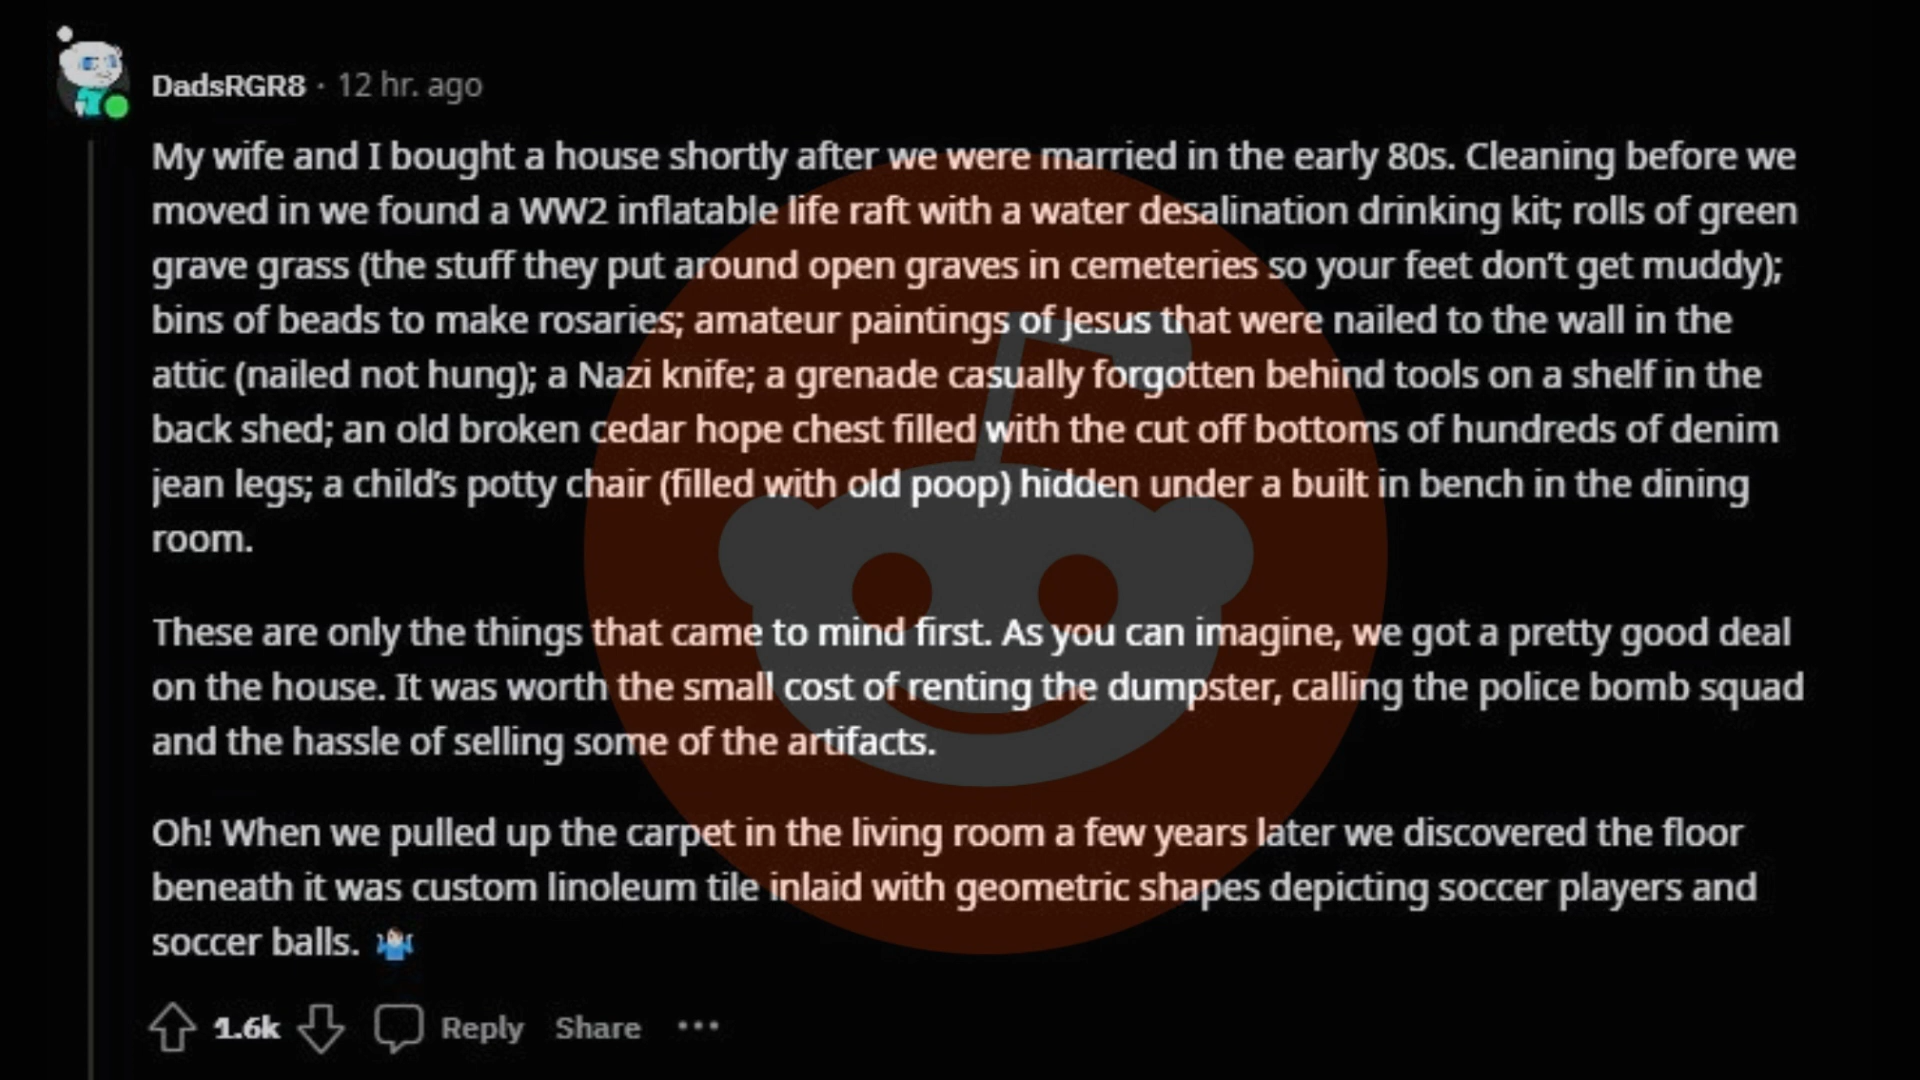 DadsRGR8 · 12 hr. ago
My wife and I bought a house shortly after we were married in the early 80s. Cleaning before we
moved in we found a WW2 inflatable life raft with a water desalination drinking kit; rolls of green
grave grass (the stuff they put around open graves in cemeteries so your feet don't get muddy);
bins of beads to make rosaries; amateur paintings of Jesus that were nailed to the wall in the
attic (nailed not hung); a Nazi knife; a grenade casually forgotten behind tools on a shelf in the
back shed; an old broken cedar hope chest filled with the cut off bottoms of hundreds of denim
jean legs; a child's potty chair (filled with old poop) hidden under a built in bench in the dining
room.
These are only the things that came to mind first. As you can imagine, we got a pretty good deal
on the house. It was worth the small cost of renting the dumpster, calling the police bomb squad
and the hassle of selling some of the artifacts.
Oh! When we pulled up the carpet in the living room a few years later we discovered the floor
beneath it was custom linoleum tile inlaid with geometric shapes depicting soccer players and
soccer balls. 🤷‍♂️
1.6k Reply Share ···